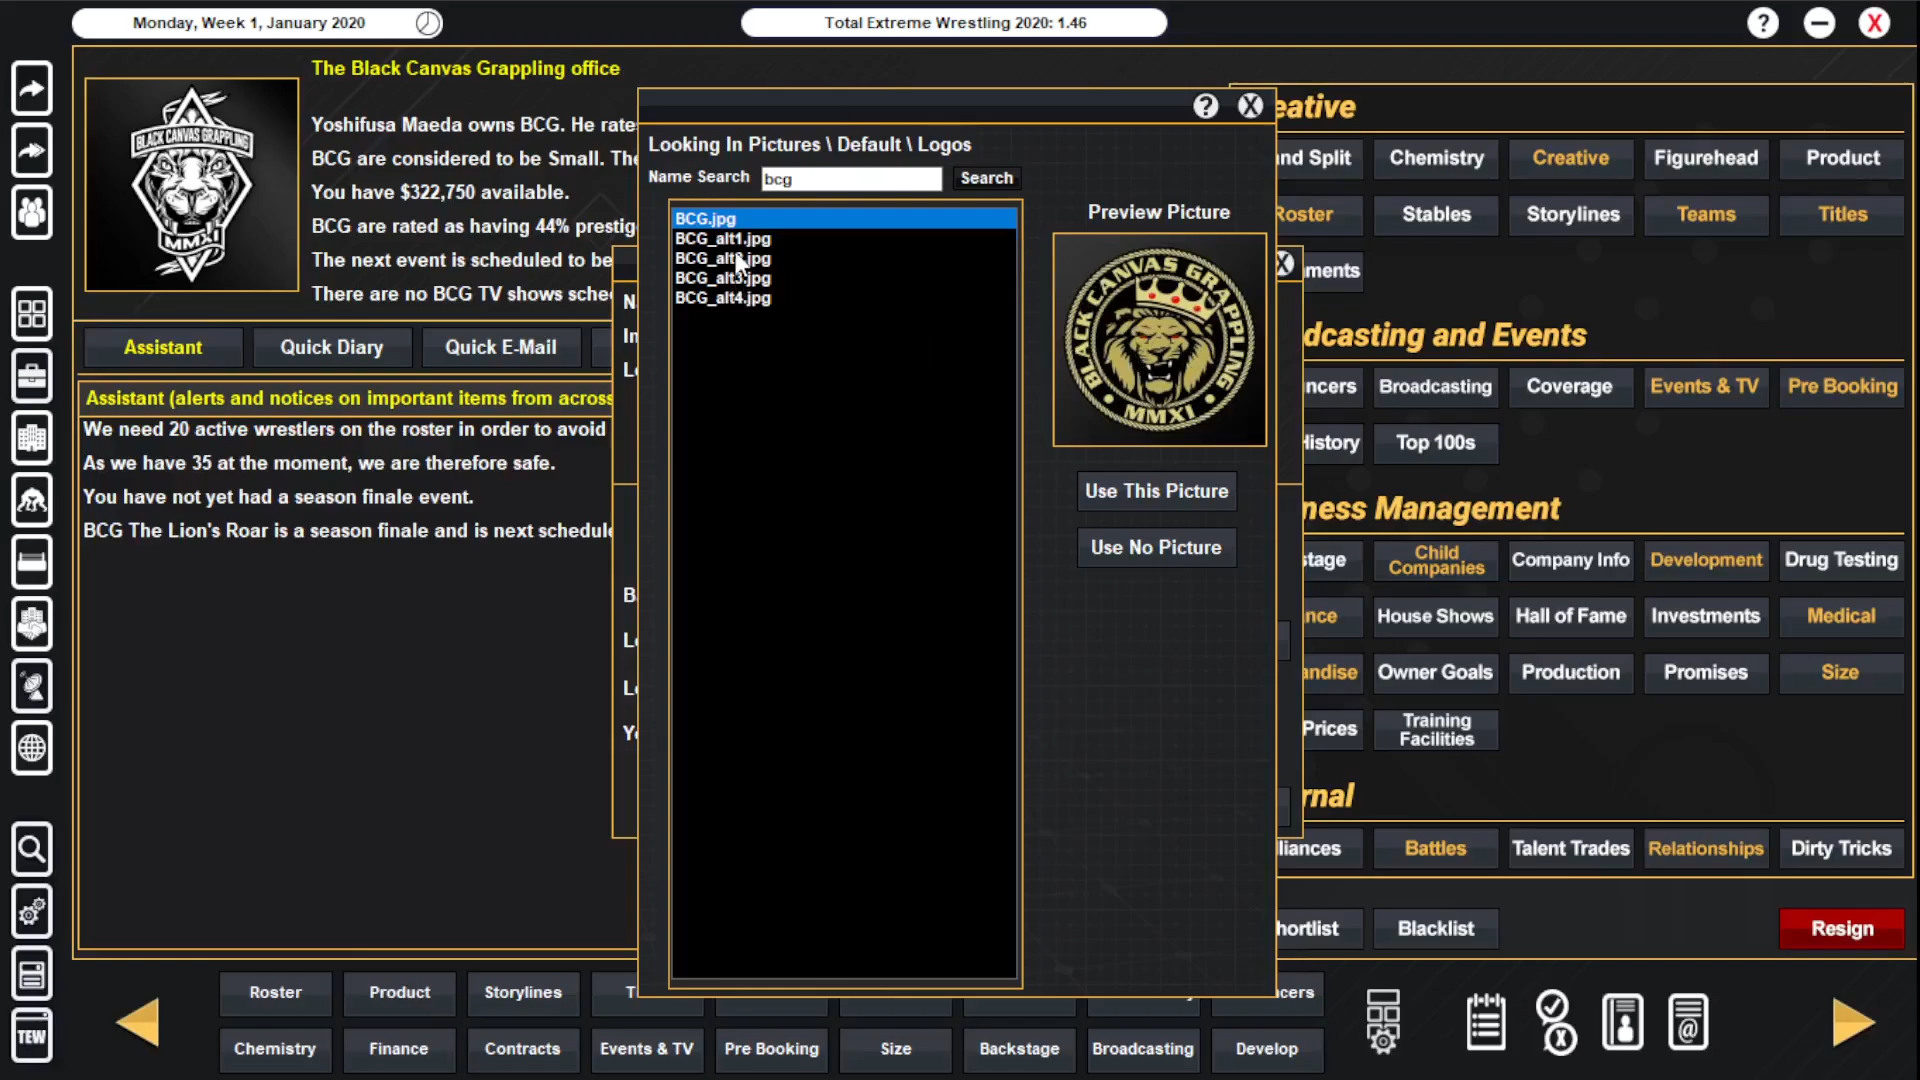 Monday, Week 1, January 2020
Total Extreme Wrestling 2020: 1.46
?
X
The Black Canvas Grappling office
BLACK CANVAS GRAPPLING
MMXI
Yoshifusa Maeda owns BCG. He rate
BCG are considered to be Small. The
You have $322,750 available.
BCG are rated as having 44% prestig
The next event is scheduled to be
There are no BCG TV shows sche
Assistant
Quick Diary
Quick E-Mail
Assistant (alerts and notices on important items from across
We need 20 active wrestlers on the roster in order to avoid
As we have 35 at the moment, we are therefore safe.
You have not yet had a season finale event.
BCG The Lion's Roar is a season finale and is next schedule
?
X
Looking In Pictures \ Default \ Logos
Name Search
bcg
Search
BCG.jpg
BCG_alt1.jpg
BCG_alt2.jpg
BCG_alt3.jpg
BCG_alt4.jpg
Preview Picture
BLACK CANVAS GRAPPLING
MMXI
Use This Picture
Use No Picture
X
eative
nd Split
Chemistry
Creative
Figurehead
Product
Roster
Stables
Storylines
Teams
Titles
ments
dcasting and Events
ncers
Broadcasting
Coverage
Events & TV
Pre Booking
History
Top 100s
ness Management
stage
Child Companies
Company Info
Development
Drug Testing
nce
House Shows
Hall of Fame
Investments
Medical
andise
Owner Goals
Production
Promises
Size
Prices
Training Facilities
rnal
liances
Battles
Talent Trades
Relationships
Dirty Tricks
hortlist
Blacklist
Resign
Roster
Product
Storylines
cers
Chemistry
Finance
Contracts
Events & TV
Pre Booking
Size
Backstage
Broadcasting
Develop
TEW